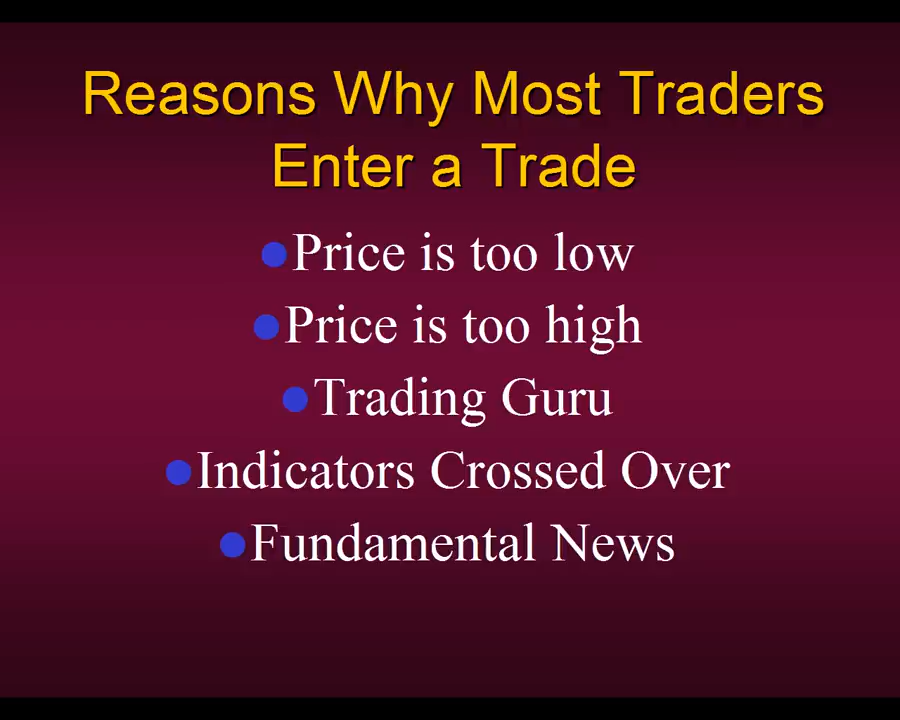 Reasons Why Most Traders
Enter a Trade
Price is too low
Price is too high
Trading Guru
Indicators Crossed Over
Fundamental News